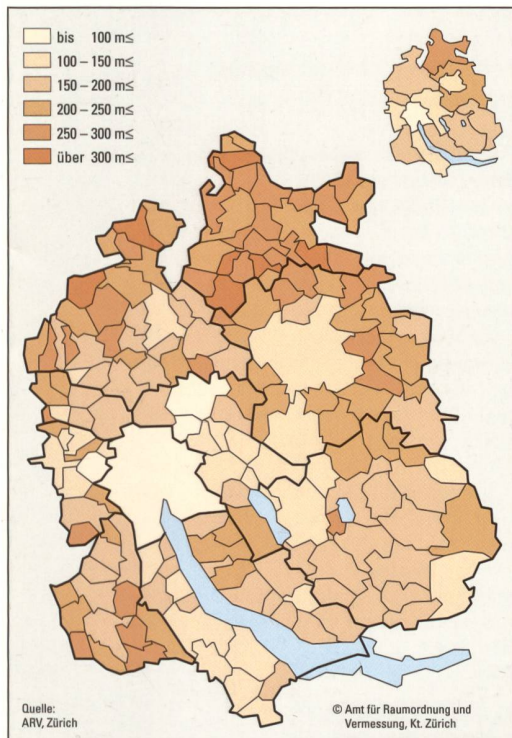 bis 100 m≤
100 – 150 m≤
150 – 200 m≤
200 – 250 m≤
250 – 300 m≤
über 300 m≤
Quelle:
ARV, Zürich
© Amt für Raumordnung und
Vermessung, Kt. Zürich